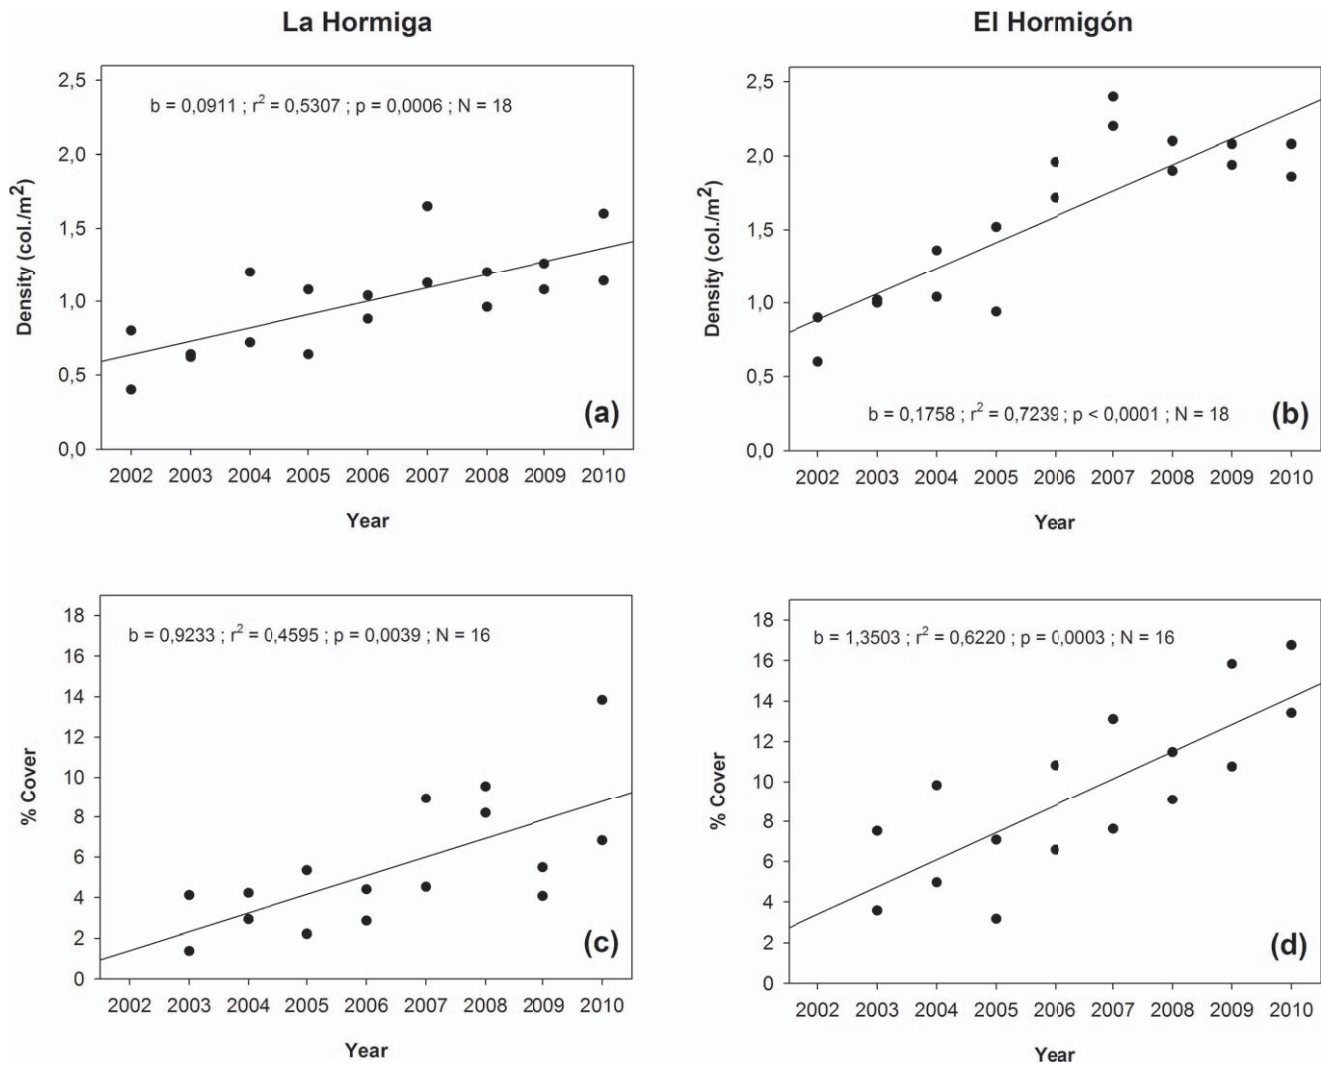 La Hormiga
El Hormigón
2,5
2,0
1,5
1,0
0,5
0,0
Density (col./m²)
b = 0,0911 ; r² = 0,5307 ; p = 0,0006 ; N = 18
(a)
2002 2003 2004 2005 2006 2007 2008 2009 2010
Year
2,5
2,0
1,5
1,0
0,5
0,0
Density (col./m²)
b = 0,1758 ; r² = 0,7239 ; p < 0,0001 ; N = 18
(b)
2002 2003 2004 2005 2006 2007 2008 2009 2010
Year
18
16
14
12
10
8
6
4
2
0
% Cover
b = 0,9233 ; r² = 0,4595 ; p = 0,0039 ; N = 16
(c)
2002 2003 2004 2005 2006 2007 2008 2009 2010
Year
18
16
14
12
10
8
6
4
2
0
% Cover
b = 1,3503 ; r² = 0,6220 ; p = 0,0003 ; N = 16
(d)
2002 2003 2004 2005 2006 2007 2008 2009 2010
Year